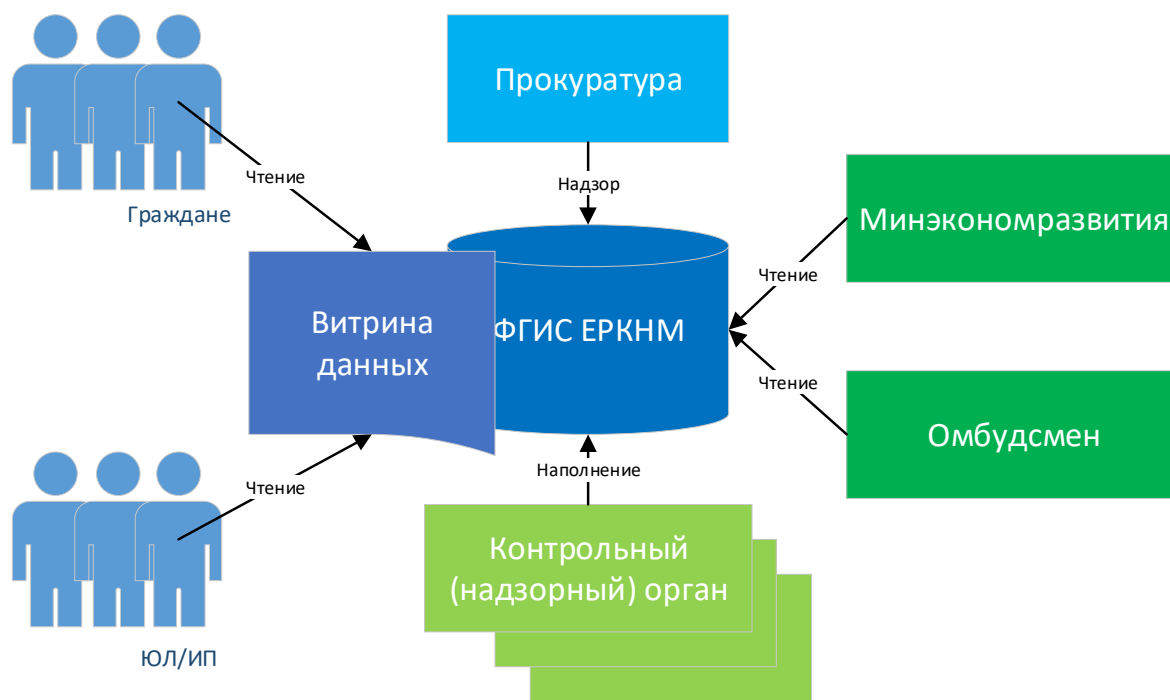 Прокуратура
Чтение
Надзор
Граждане
Минэкономразвития
Чтение
Витрина
данных
ФГИС ЕРКНМ
Чтение
Омбудсмен
Чтение
Наполнение
Контрольный
(надзорный) орган
ЮЛ/ИП